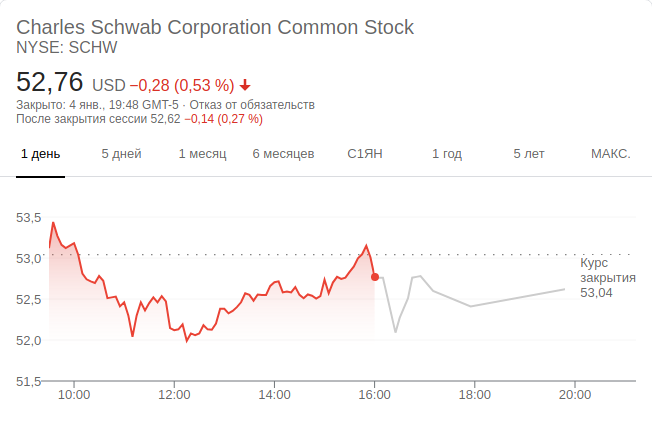 Charles Schwab Corporation Common Stock
NYSE: SCHW
52,76 USD −0,28 (0,53 %)
Закрыто: 4 янв., 19:48 GMT-5 · Отказ от обязательств
После закрытия сессии 52,62 −0,14 (0,27 %)
1 день 5 дней 1 месяц 6 месяцев С1ЯН 1 год 5 лет МАКС.
53,5
53,0
52,5
52,0
51,5
Курс
закрытия
53,04
10:00 12:00 14:00 16:00 18:00 20:00